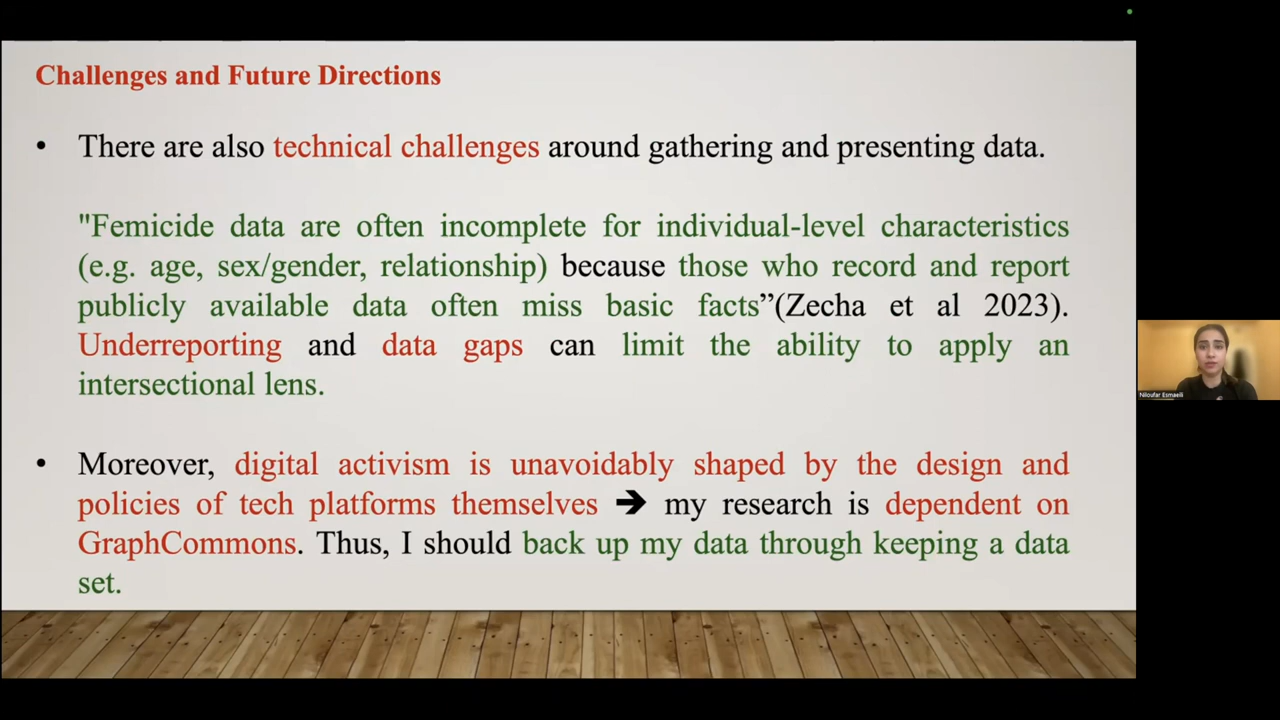 Challenges and Future Directions
• There are also technical challenges around gathering and presenting data.
"Femicide data are often incomplete for individual-level characteristics
(e.g. age, sex/gender, relationship) because those who record and report
publicly available data often miss basic facts”(Zecha et al 2023).
Underreporting and data gaps can limit the ability to apply an
intersectional lens.
• Moreover, digital activism is unavoidably shaped by the design and
policies of tech platforms themselves ➔ my research is dependent on
GraphCommons. Thus, I should back up my data through keeping a data
set.
Niloufar Esmaeili